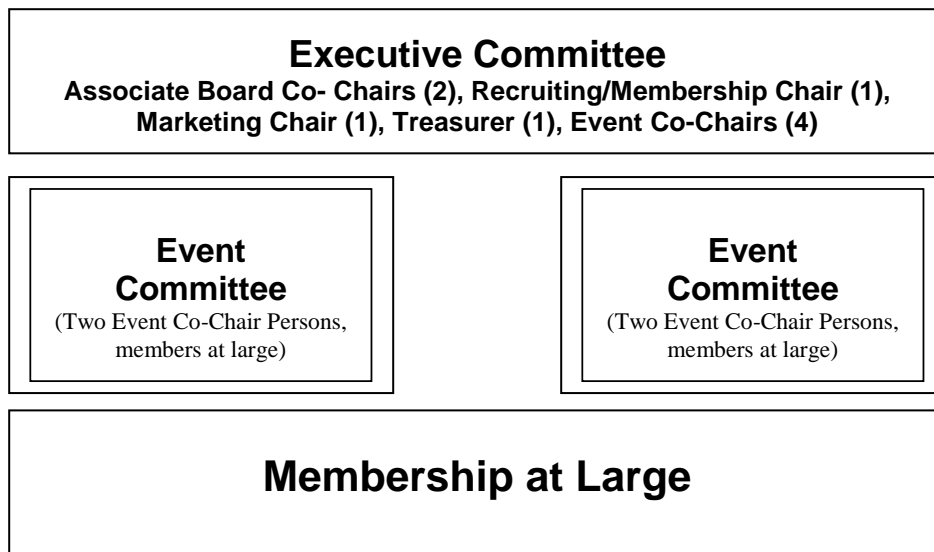 Executive Committee
Associate Board Co- Chairs (2), Recruiting/Membership Chair (1),
Marketing Chair (1), Treasurer (1), Event Co-Chairs (4)
Event
Committee
(Two Event Co-Chair Persons,
members at large)
Event
Committee
(Two Event Co-Chair Persons,
members at large)
Membership at Large